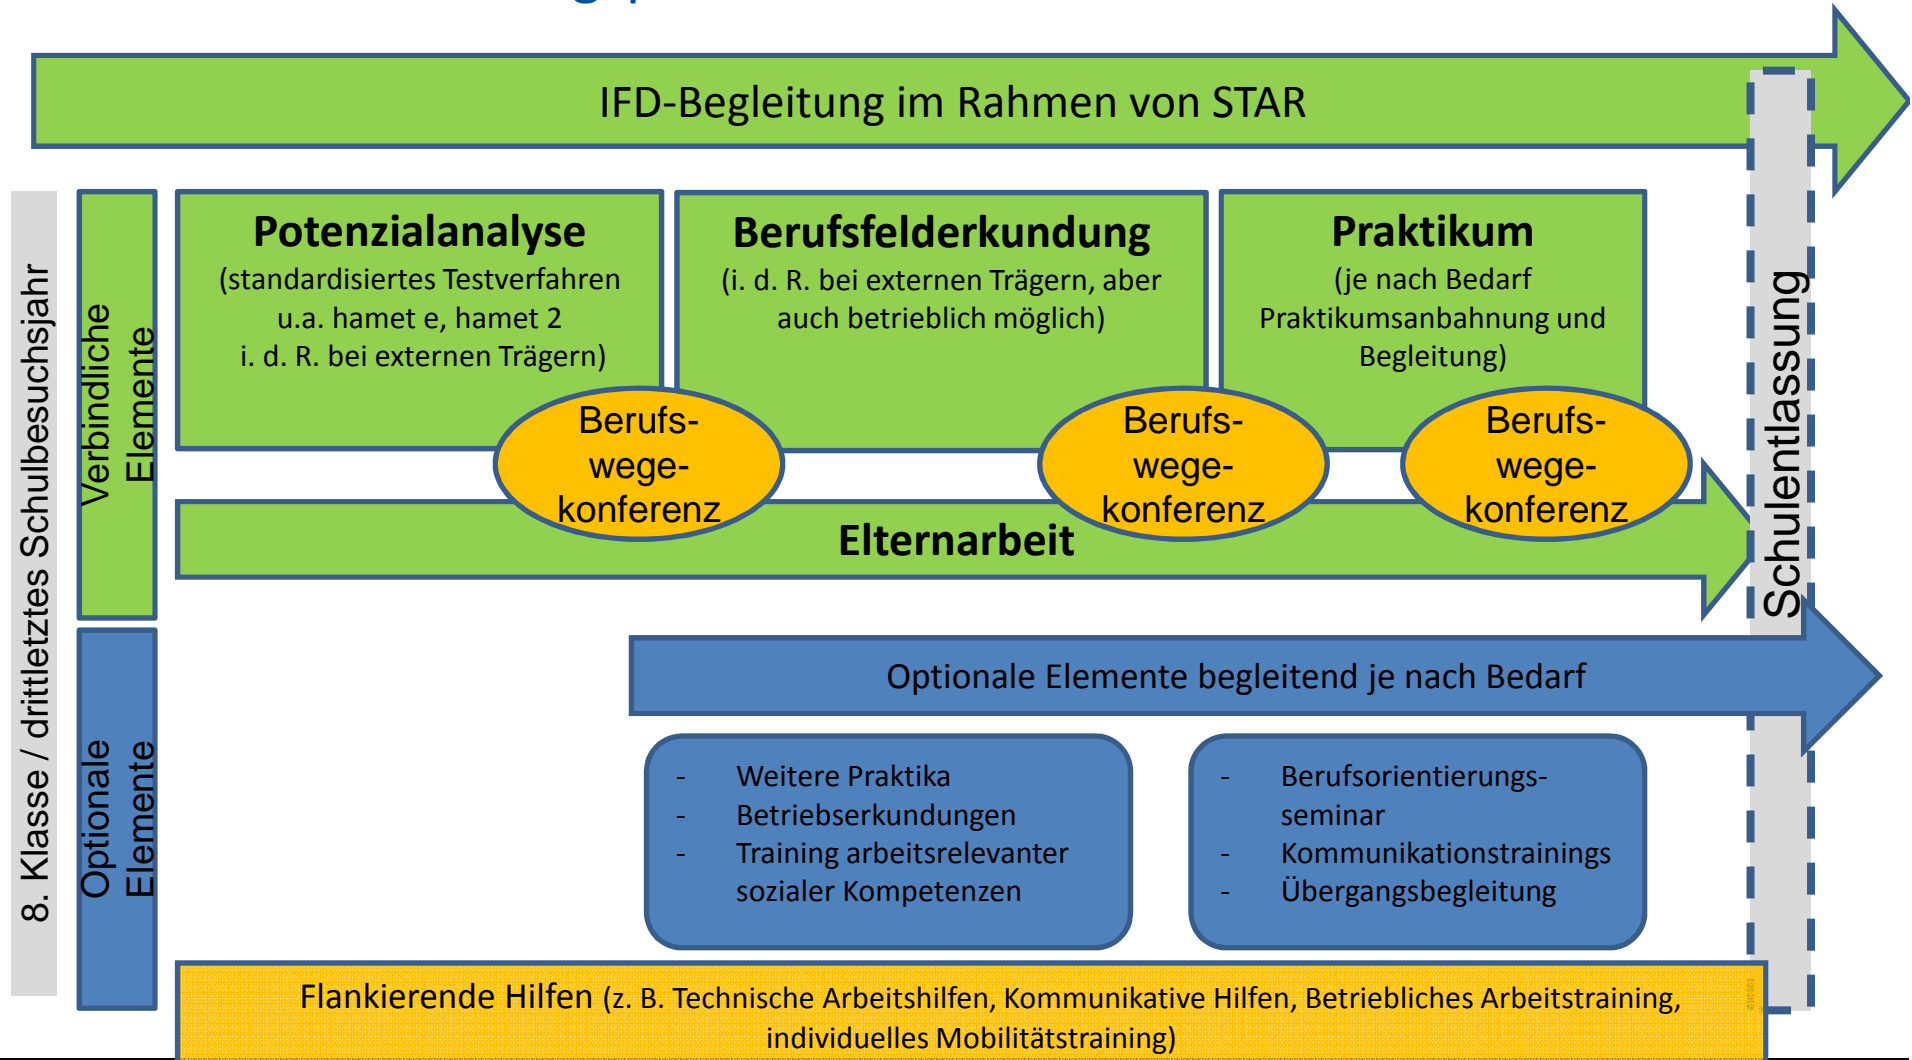 IFD-Begleitung im Rahmen von STAR
8. Klasse / drittletztes Schulbesuchsjahr
Verbindliche
Elemente
Potenzialanalyse
(standardisiertes Testverfahren
u.a. hamet e, hamet 2
i. d. R. bei externen Trägern)
Berufsfelderkundung
(i. d. R. bei externen Trägern, aber
auch betrieblich möglich)
Praktikum
(je nach Bedarf
Praktikumsanbahnung und
Begleitung)
Berufs-
wege-
konferenz
Berufs-
wege-
konferenz
Berufs-
wege-
konferenz
Elternarbeit
Schulentlassung
Optionale
Elemente
Optionale Elemente begleitend je nach Bedarf
- Weitere Praktika
- Betriebserkundungen
- Training arbeitsrelevanter
sozialer Kompetenzen
- Berufsorientierungs-
seminar
- Kommunikationstrainings
- Übergangsbegleitung
Flankierende Hilfen (z. B. Technische Arbeitshilfen, Kommunikative Hilfen, Betriebliches Arbeitstraining,
individuelles Mobilitätstraining)